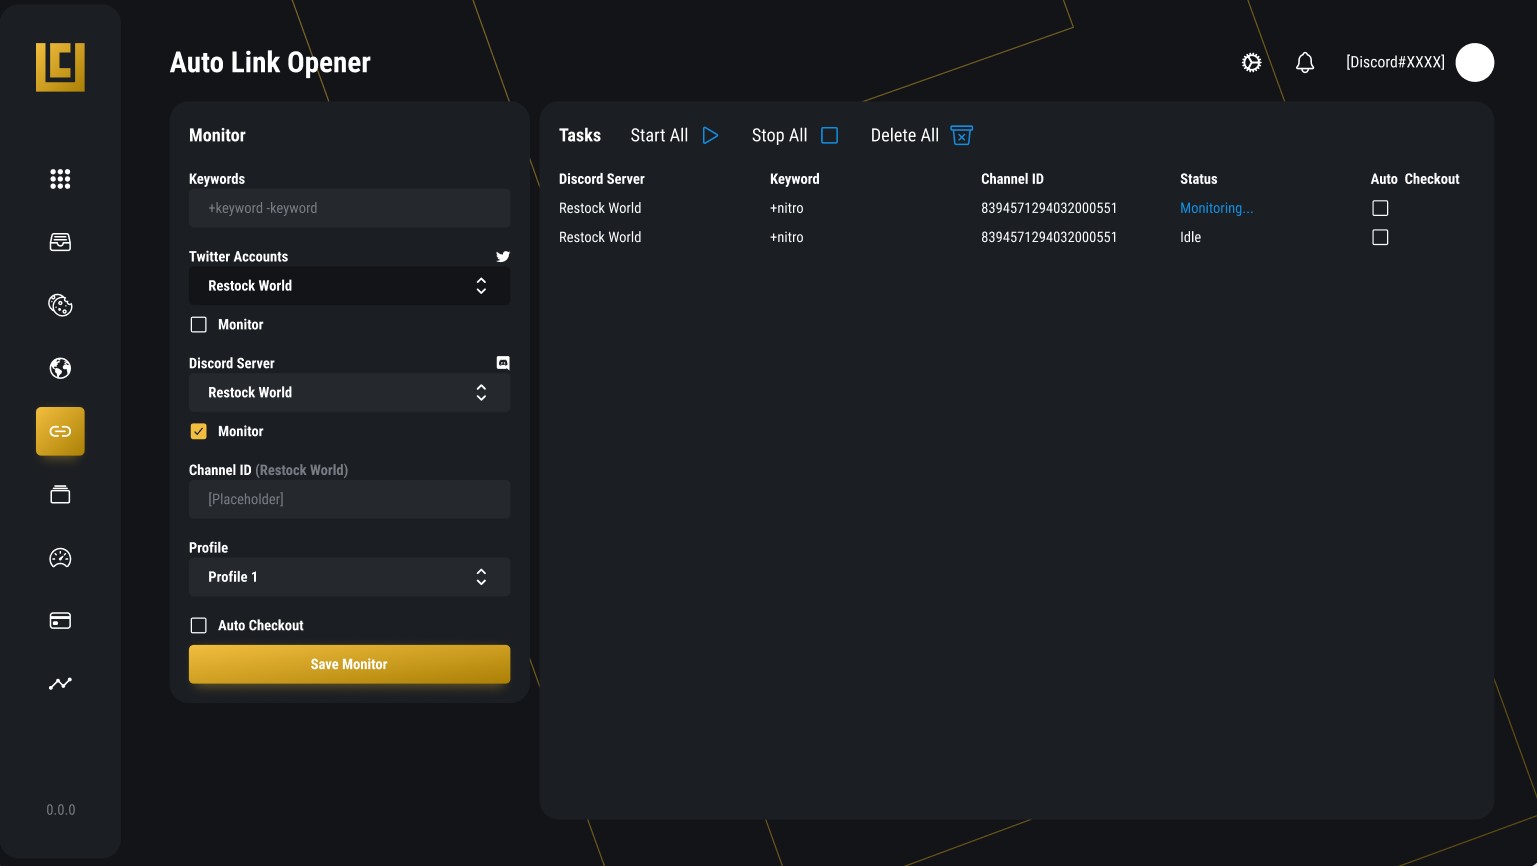 Auto Link Opener
[Discord#XXXX]
Monitor
Keywords
+keyword -keyword
Twitter Accounts
Restock World
Monitor
Discord Server
Restock World
Monitor
Channel ID (Restock World)
[Placeholder]
Profile
Profile 1
Auto Checkout
Save Monitor
Tasks Start All Stop All Delete All
Discord Server Keyword Channel ID Status Auto Checkout
Restock World +nitro 8394571294032000551 Monitoring...
Restock World +nitro 8394571294032000551 Idle
0.0.0